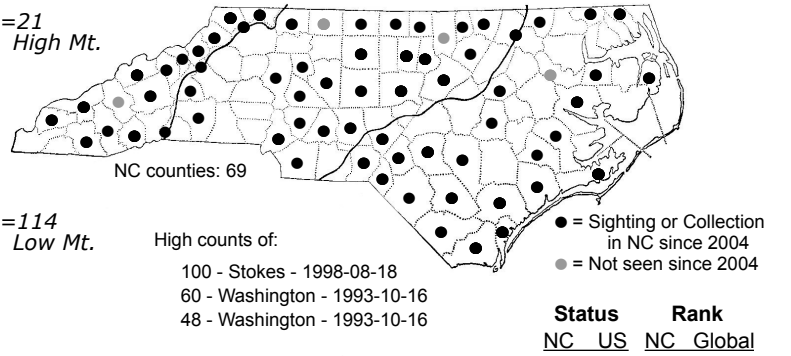 =21
High Mt.
NC counties: 69
=114
Low Mt.
High counts of:
100 - Stokes - 1998-08-18
60 - Washington - 1993-10-16
48 - Washington - 1993-10-16
= Sighting or Collection
in NC since 2004
= Not seen since 2004
Status Rank
NC US NC Global